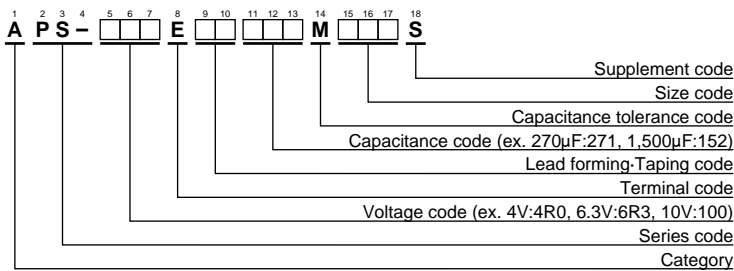 1 2 3 4 5 6 7 8 9 10 11 12 13 14 15 16 17 18
A P S – E M S
Supplement code
Size code
Capacitance tolerance code
Capacitance code (ex. 270µF:271, 1,500µF:152)
Lead forming·Taping code
Terminal code
Voltage code (ex. 4V:4R0, 6.3V:6R3, 10V:100)
Series code
Category